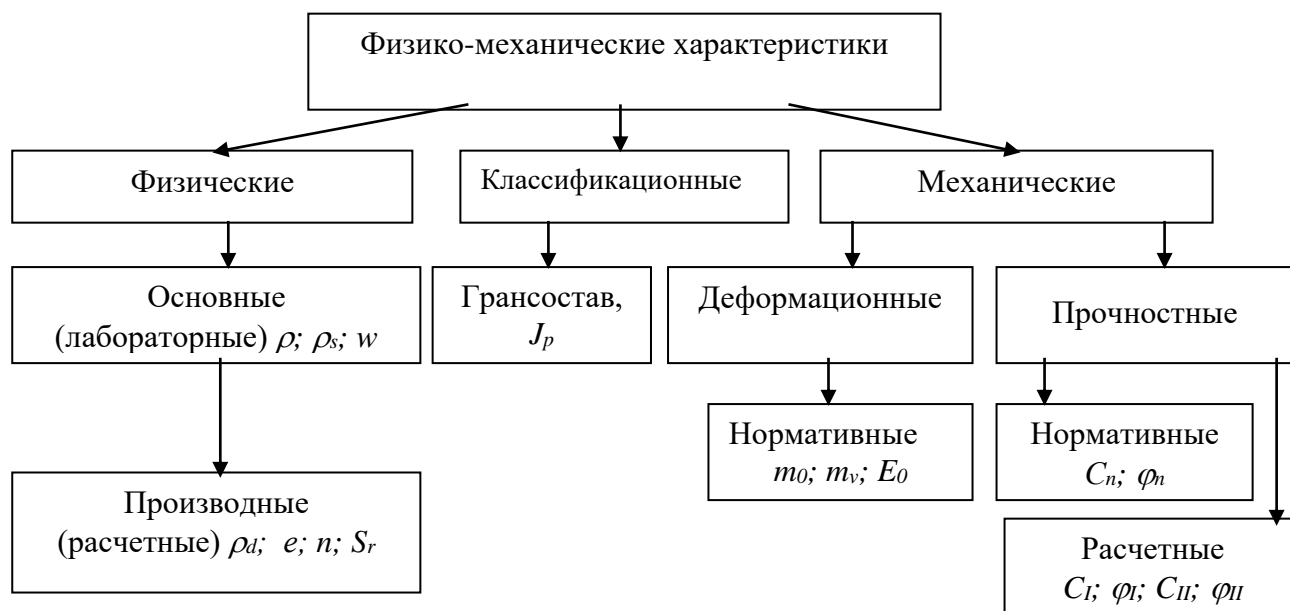 Физико-механические характеристики
Физические
Классификационные
Механические
Основные
(лабораторные) ρ; ρs; w
Грансостав,
Jp
Деформационные
Прочностные
Нормативные
m0; mv; E0
Нормативные
Cn; φn
Производные
(расчетные) ρd; e; n; Sr
Расчетные
CI; φI; CII; φII